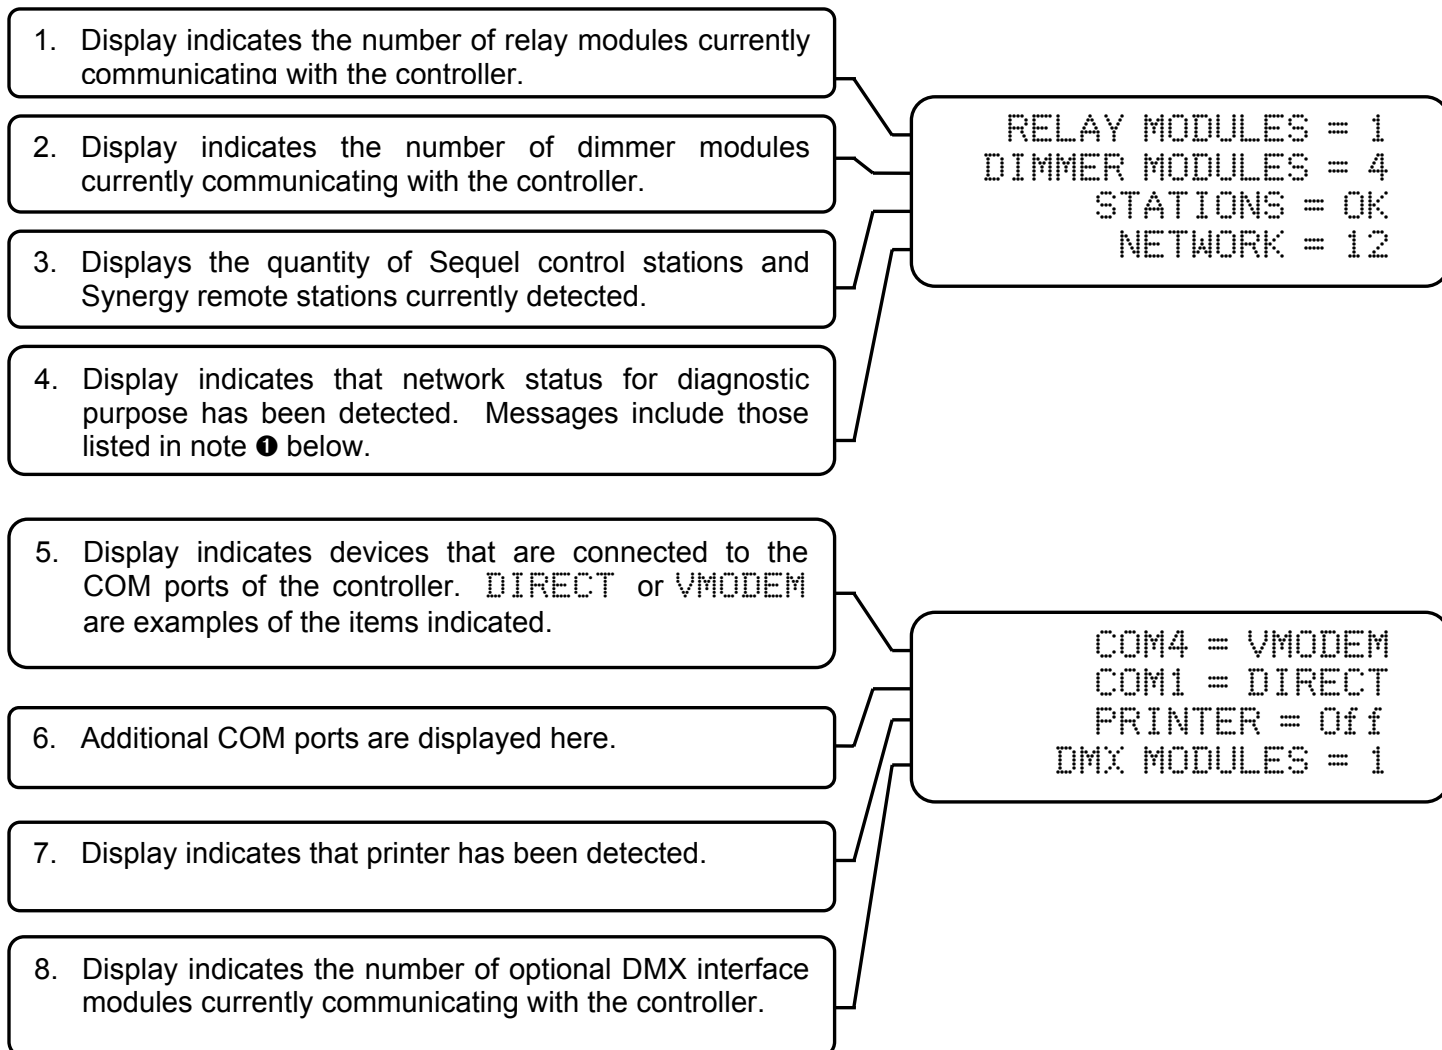 1. Display indicates the number of relay modules currently
communicating with the controller.
2. Display indicates the number of dimmer modules
currently communicating with the controller.
3. Displays the quantity of Sequel control stations and
Synergy remote stations currently detected.
4. Display indicates that network status for diagnostic
purpose has been detected. Messages include those
listed in note ❶ below.
RELAY MODULES = 1
DIMMER MODULES = 4
STATIONS = OK
NETWORK = 12
5. Display indicates devices that are connected to the
COM ports of the controller. DIRECT or VMODEM
are examples of the items indicated.
6. Additional COM ports are displayed here.
7. Display indicates that printer has been detected.
8. Display indicates the number of optional DMX interface
modules currently communicating with the controller.
COM4 = VMODEM
COM1 = DIRECT
PRINTER = Off
DMX MODULES = 1